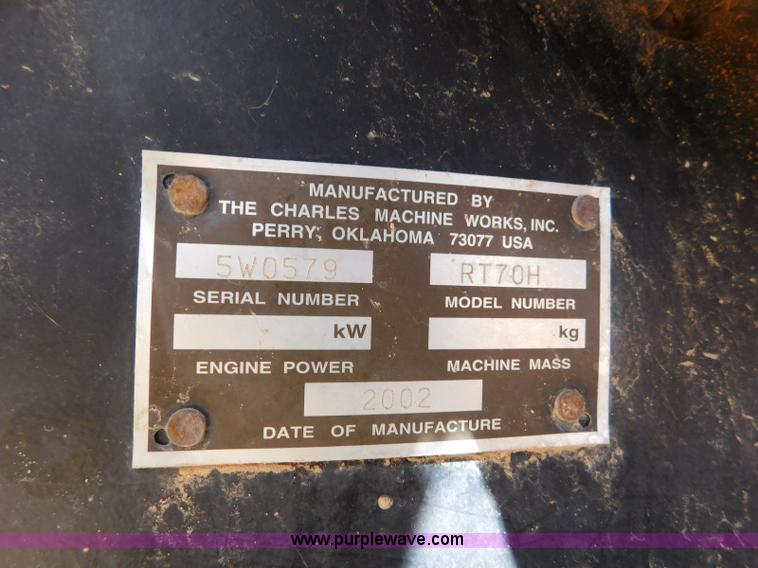 MANUFACTURED BY
THE CHARLES MACHINE WORKS, INC.
PERRY, OKLAHOMA 73077 USA
5W0579 RT70H
SERIAL NUMBER MODEL NUMBER
kW kg
ENGINE POWER MACHINE MASS
2002
DATE OF MANUFACTURE
www.purplewave.com